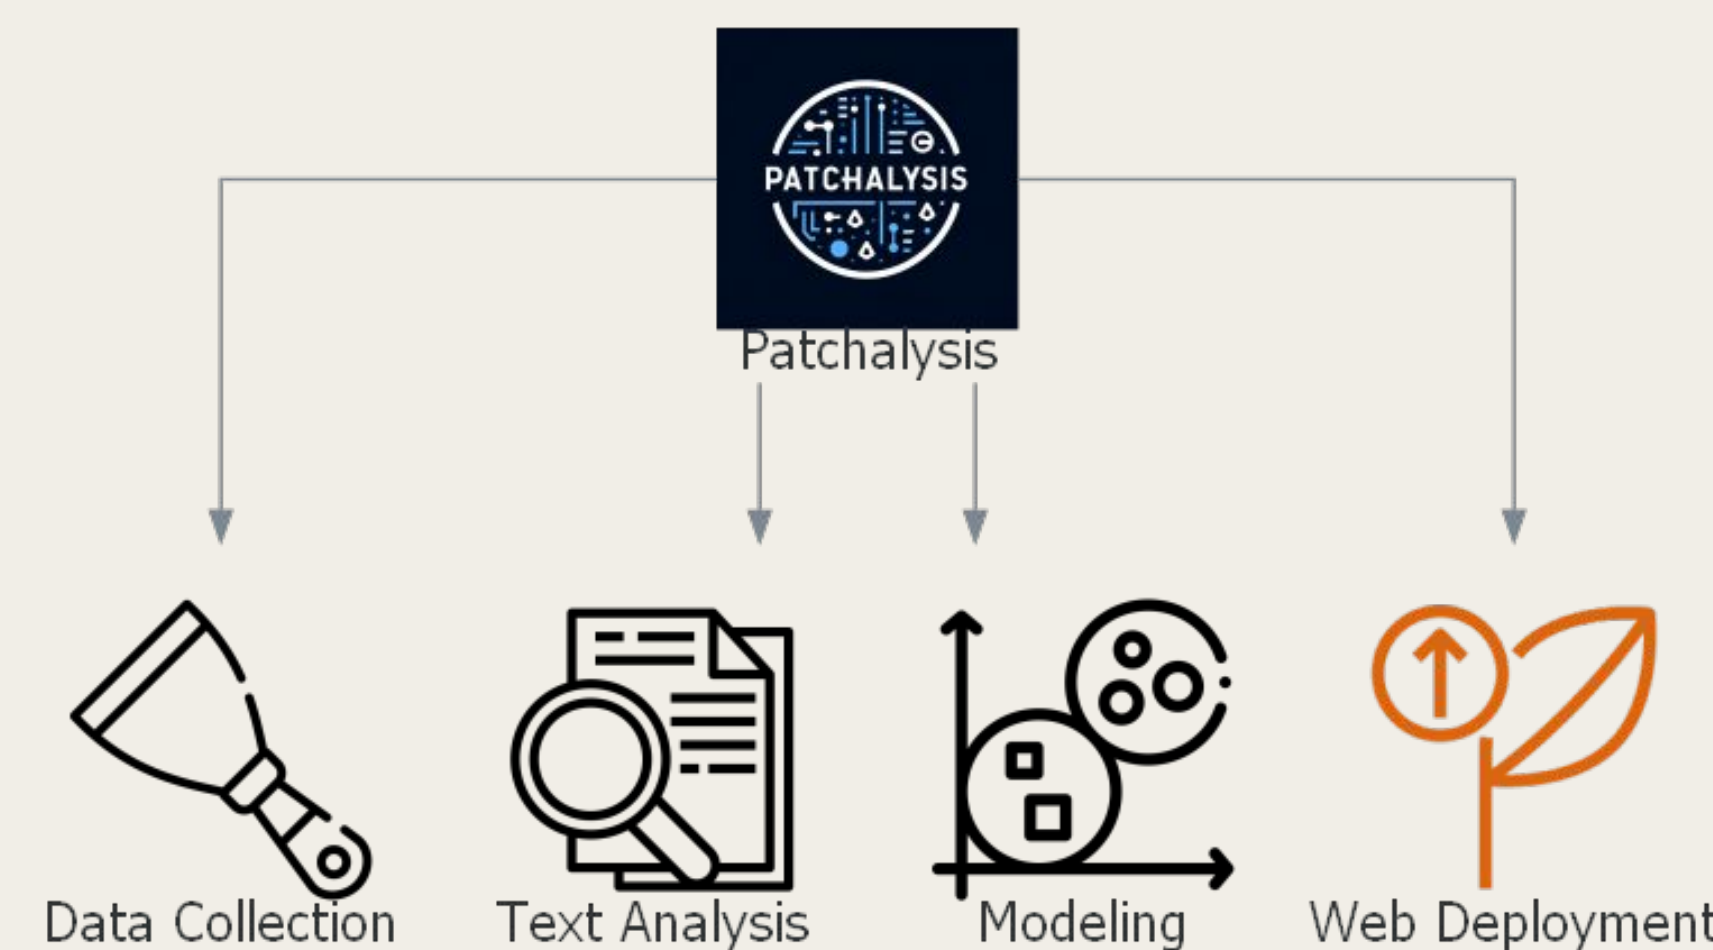 PATCHALYSIS
Patchalysis
Data Collection
Text Analysis
Modeling
Web Deployment